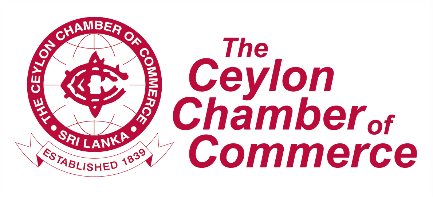 THE CEYLON CHAMBER OF COMMERCE
• SRI LANKA •
ESTABLISHED 1839
The
Ceylon
Chamber of
Commerce